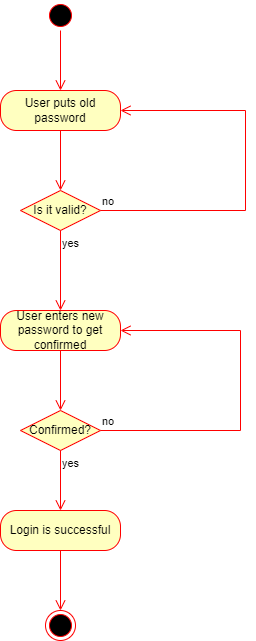 User puts old
password
Is it valid?
no
yes
User enters new
password to get
confirmed
Confirmed?
no
yes
Login is successful